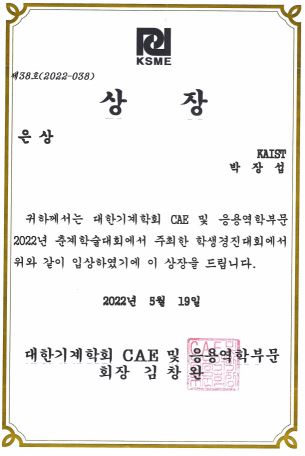 KSME
제38호(2022-038)
상 장
은 상
KAIST
박 장 섭
귀하께서는 대한기계학회 CAE 및 응용역학부문
2022년 춘계학술대회에서 주최한 학생경진대회에서
위와 같이 입상하였기에 이 상장을 드립니다.
2022년 5월 19일
대한기계학회 CAE 및 응용역학부문
회장 김 창 완